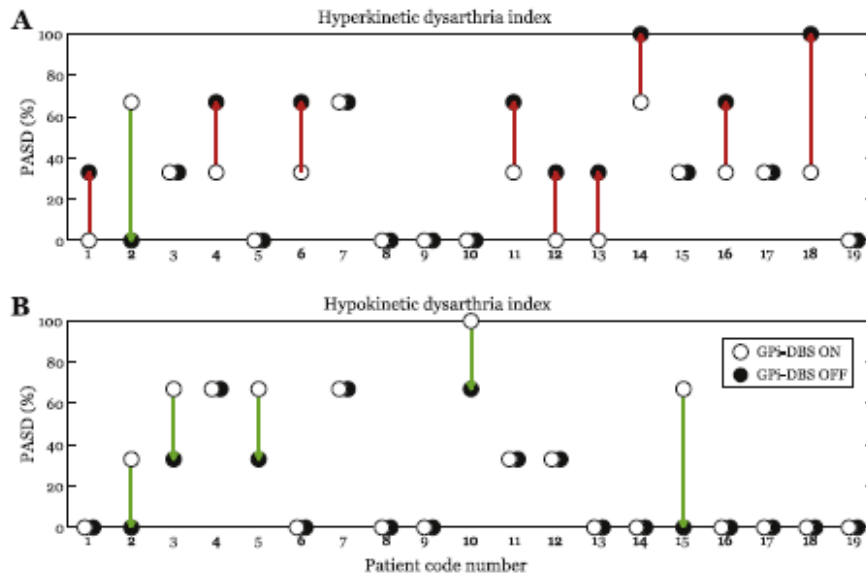 A
Hyperkinetic dysarthria index
PASD (%)
100
80
60
40
20
0
1 2 3 4 5 6 7 8 9 10 11 12 13 14 15 16 17 18 19
B
Hypokinetic dysarthria index
PASD (%)
100
80
60
40
20
0
GPi-DBS ON
GPi-DBS OFF
1 2 3 4 5 6 7 8 9 10 11 12 13 14 15 16 17 18 19
Patient code number